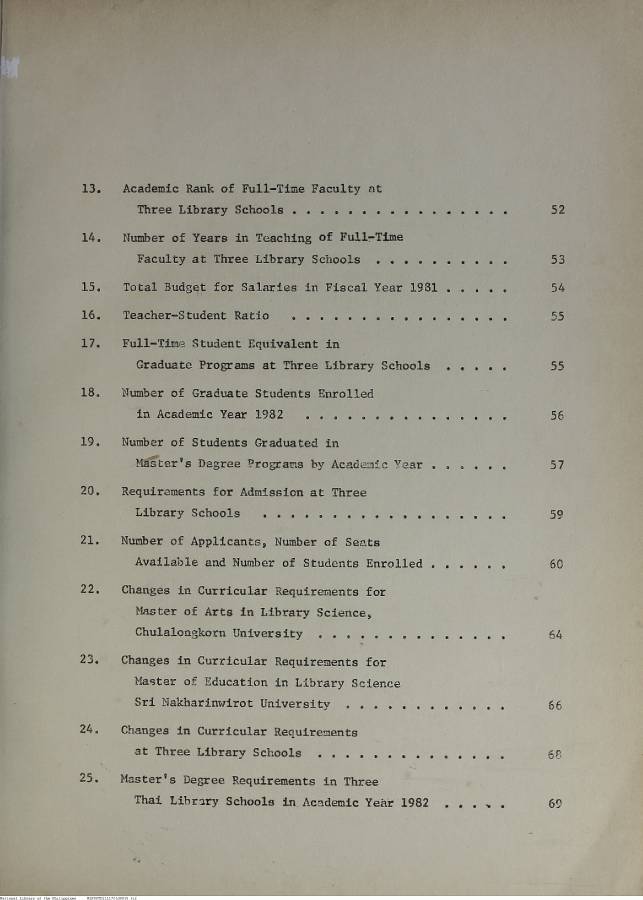 13. Academic Rank of Full-Time Faculty at
Three Library Schools . . . . . . . . . . . . . . . . 52
14. Number of Years in Teaching of Full-Time
Faculty at Three Library Schools . . . . . . . . . . 53
15. Total Budget for Salaries in Fiscal Year 1981 . . . . . 54
16. Teacher-Student Ratio . . . . . . . . . . . . . . . . 55
17. Full-Time Student Equivalent in
Graduate Programs at Three Library Schools . . . . . 55
18. Number of Graduate Students Enrolled
in Academic Year 1982 . . . . . . . . . . . . . . . 56
19. Number of Students Graduated in
Master's Degree Programs by Academic Year . . . . . . 57
20. Requirements for Admission at Three
Library Schools . . . . . . . . . . . . . . . . . . 59
21. Number of Applicants, Number of Seats
Available and Number of Students Enrolled . . . . . . 60
22. Changes in Curricular Requirements for
Master of Arts in Library Science,
Chulalongkorn University . . . . . . . . . . . . . . 64
23. Changes in Curricular Requirements for
Master of Education in Library Science
Sri Nakharinwirot University . . . . . . . . . . . . 66
24. Changes in Curricular Requirements
at Three Library Schools . . . . . . . . . . . . . . 68
25. Master's Degree Requirements in Three
Thai Library Schools in Academic Year 1982 . . . . . 69
National Library of the Philippines